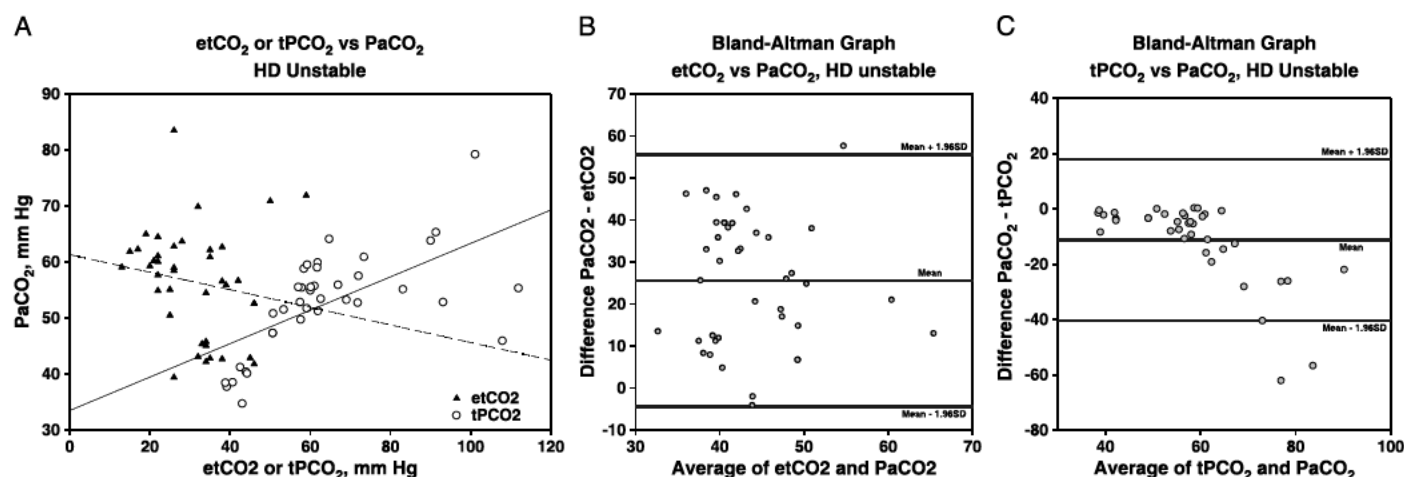 A
etCO₂ or tPCO₂ vs PaCO₂
HD Unstable
90
80
70
60
50
40
30
PaCO₂, mm Hg
etCO2
tPCO2
0 20 40 60 80 100 120
etCO2 or tPCO₂, mm Hg
B
Bland-Altman Graph
etCO₂ vs PaCO₂, HD unstable
70
60
50
40
30
20
10
0
-10
Difference PaCO2 - etCO2
Mean + 1.96SD
Mean
Mean - 1.96SD
30 40 50 60 70
Average of etCO2 and PaCO2
C
Bland-Altman Graph
tPCO₂ vs PaCO₂, HD Unstable
40
20
0
-20
-40
-60
-80
Difference PaCO₂ - tPCO₂
Mean + 1.96SD
Mean
Mean - 1.96SD
40 60 80 100
Average of tPCO₂ and PaCO₂